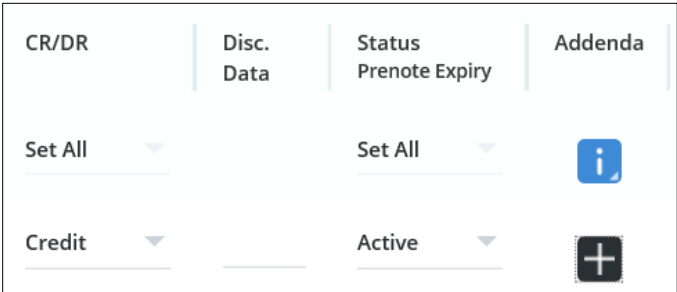 CR/DR
Disc. Data
Status
Prenote Expiry
Addenda
Set All
Set All
i
Credit
Active